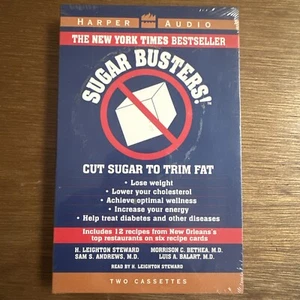 HARPER AUDIO
THE NEW YORK TIMES BESTSELLER
SUGAR BUSTERS!
CUT SUGAR TO TRIM FAT
• Lose weight
• Lower your cholesterol
• Achieve optimal wellness
• Increase your energy
• Help treat diabetes and other diseases
Includes 12 recipes from New Orleans's
top restaurants on six recipe cards
H. LEIGHTON STEWARD MORRISON C. BETHEA, M.D.
SAM S. ANDREWS, M.D. LUIS A. BALART, M.D.
READ BY H. LEIGHTON STEWARD
TWO CASSETTES